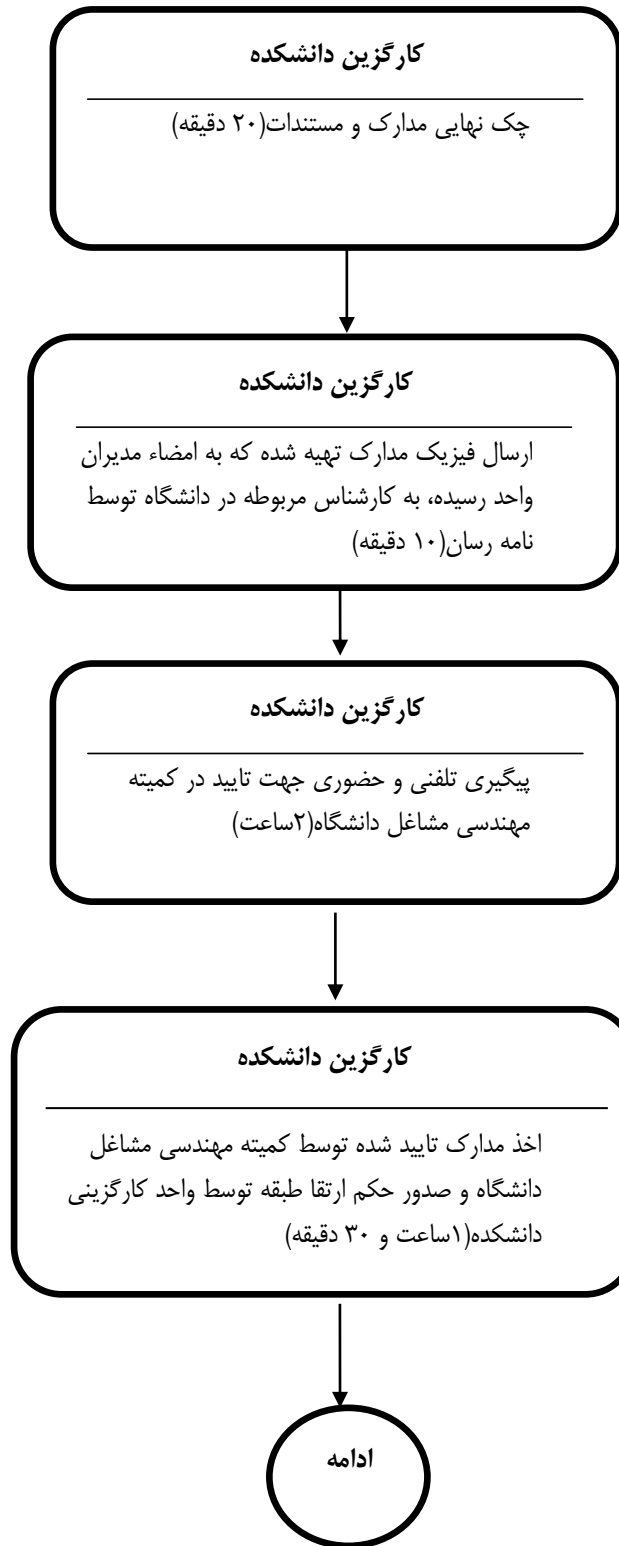 کارگزین دانشکده
چک نهایی مدارک و مستندات(۲۰ دقیقه)
کارگزین دانشکده
ارسال فیزیک مدارک تهیه شده که به امضاء مدیران
واحد رسیده، به کارشناس مربوطه در دانشگاه توسط
نامه رسان(۱۰ دقیقه)
کارگزین دانشکده
پیگیری تلفنی و حضوری جهت تایید در کمیته
مهندسی مشاغل دانشگاه(۲ساعت)
کارگزین دانشکده
اخذ مدارک تایید شده توسط کمیته مهندسی مشاغل
دانشگاه و صدور حکم ارتقا طبقه توسط واحد کارگزینی
دانشکده(۱ساعت و ۳۰ دقیقه)
ادامه